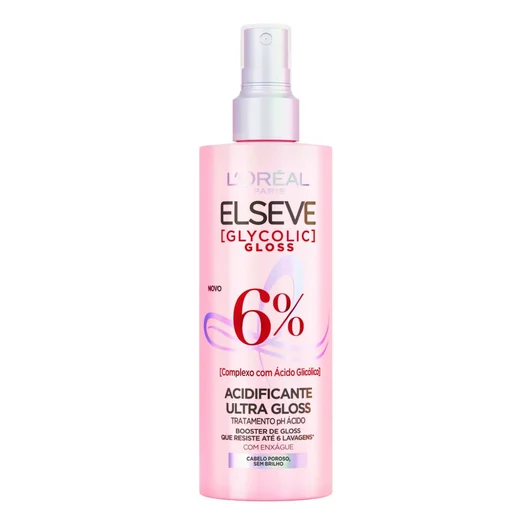 L'ORÉAL
PARIS
ELSEVE
[GLYCOLIC]
GLOSS
NOVO
6%
[Complexo com Ácido Glicólico]
ACIDIFICANTE
ULTRA GLOSS
TRATAMENTO pH ÁCIDO
BOOSTER DE GLOSS
QUE RESISTE ATÉ 6 LAVAGENS*
COM ENXÁGUE
CABELO POROSO,
SEM BRILHO